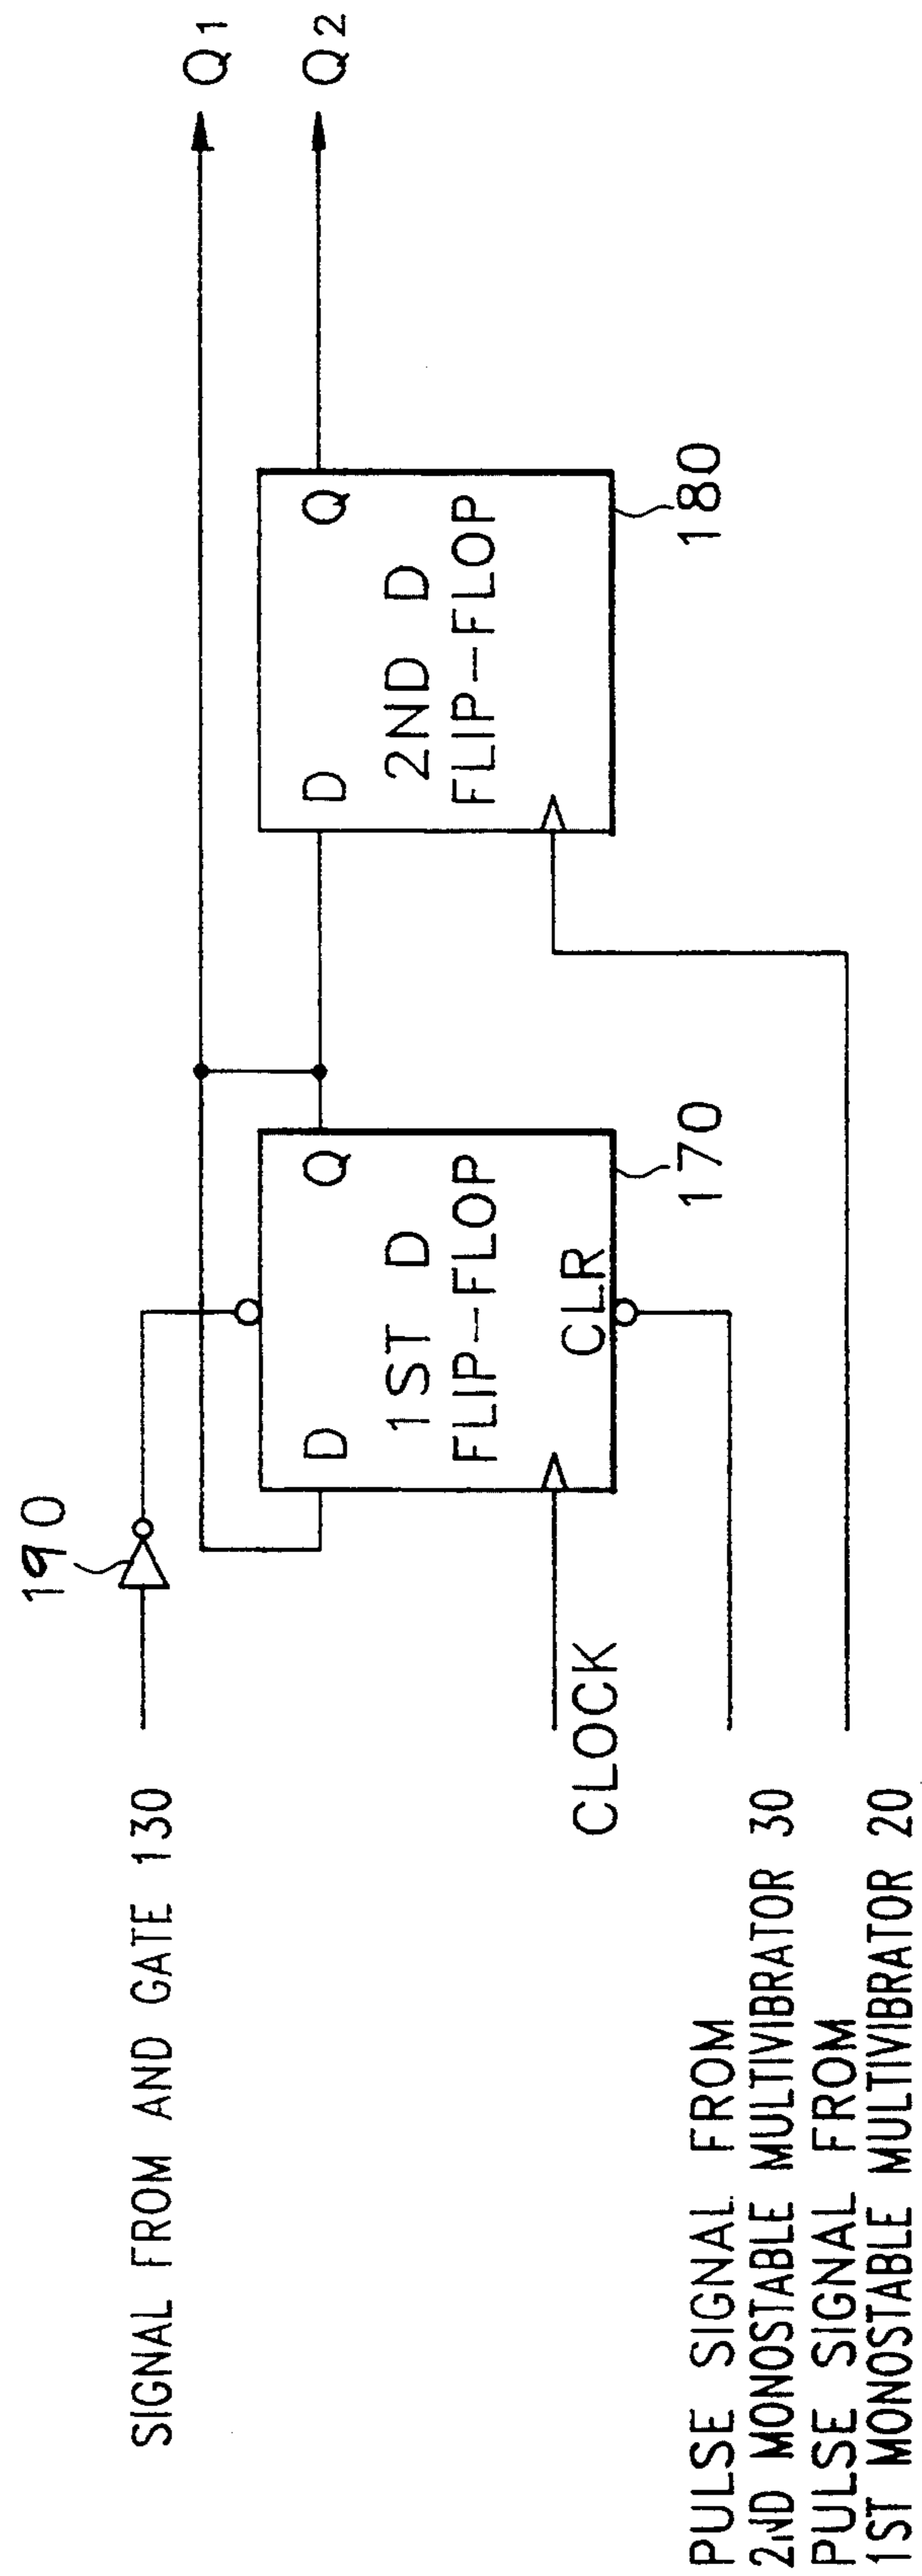 190
Q1
D
Q
D
Q
Q2
SIGNAL FROM AND GATE 130
1ST D
FLIP-FLOP
2ND D
FLIP-FLOP
CLR
CLOCK
170
180
PULSE SIGNAL FROM
2ND MONOSTABLE MULTIVIBRATOR 30
PULSE SIGNAL FROM
1ST MONOSTABLE MULTIVIBRATOR 20